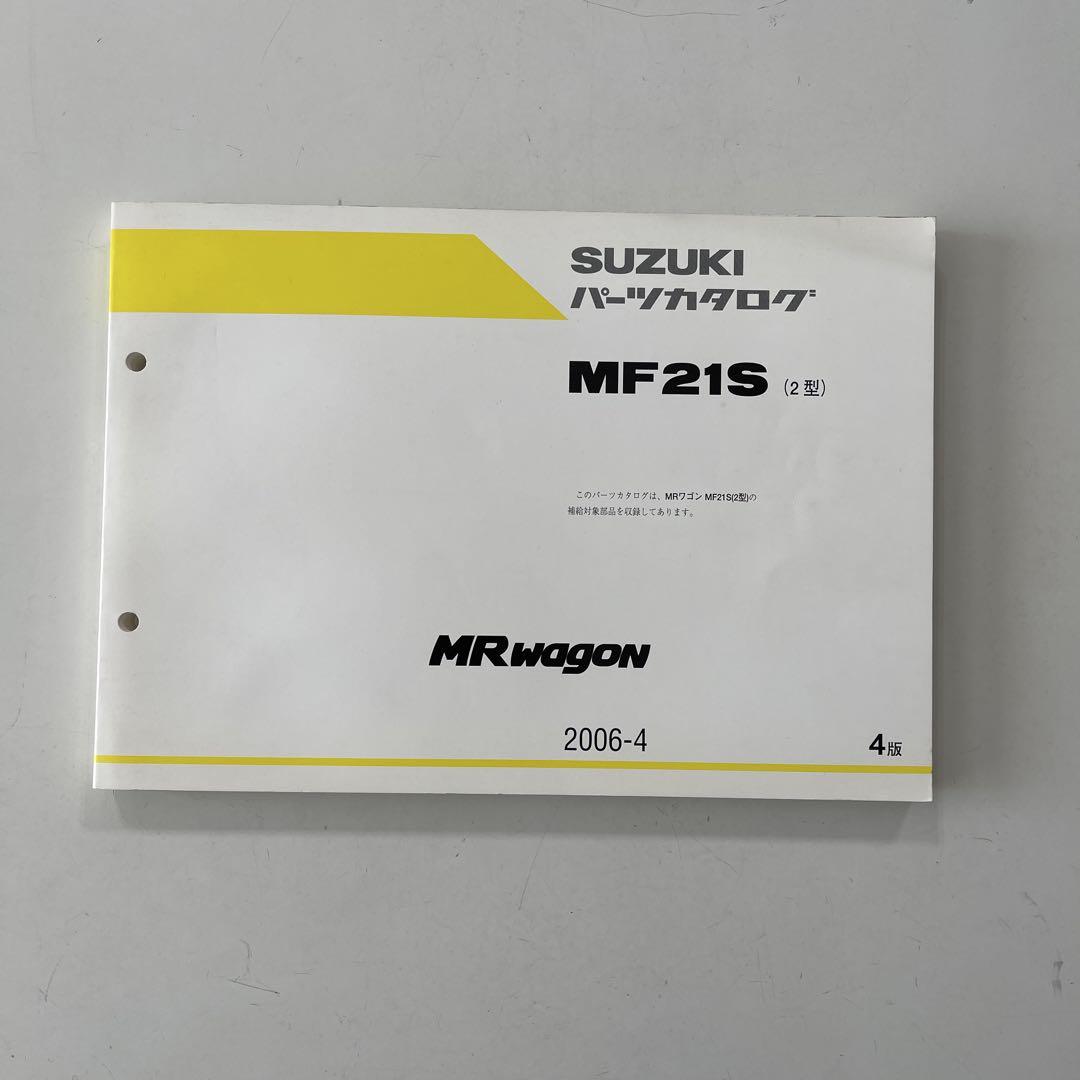 SUZUKI
パーツカタログ
MF21S (2型)
このパーツカタログは、MRワゴン MF21S(2型)の
補給対象部品を収録してあります。
MRwagon
2006-4
4版